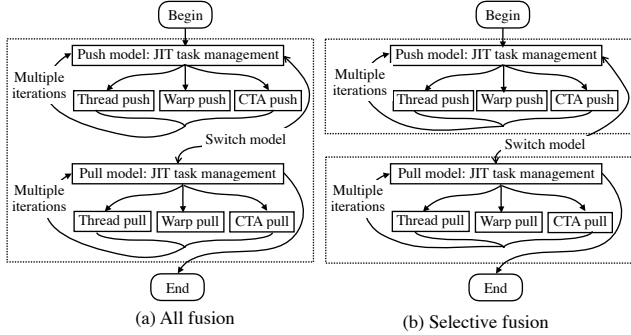 Begin
Push model: JIT task management
Multiple
iterations
Thread push
Warp push
CTA push
Switch model
Pull model: JIT task management
Multiple
iterations
Thread pull
Warp pull
CTA pull
End
(a) All fusion
Begin
Push model: JIT task management
Multiple
iterations
Thread push
Warp push
CTA push
Switch model
Pull model: JIT task management
Multiple
iterations
Thread pull
Warp pull
CTA pull
End
(b) Selective fusion